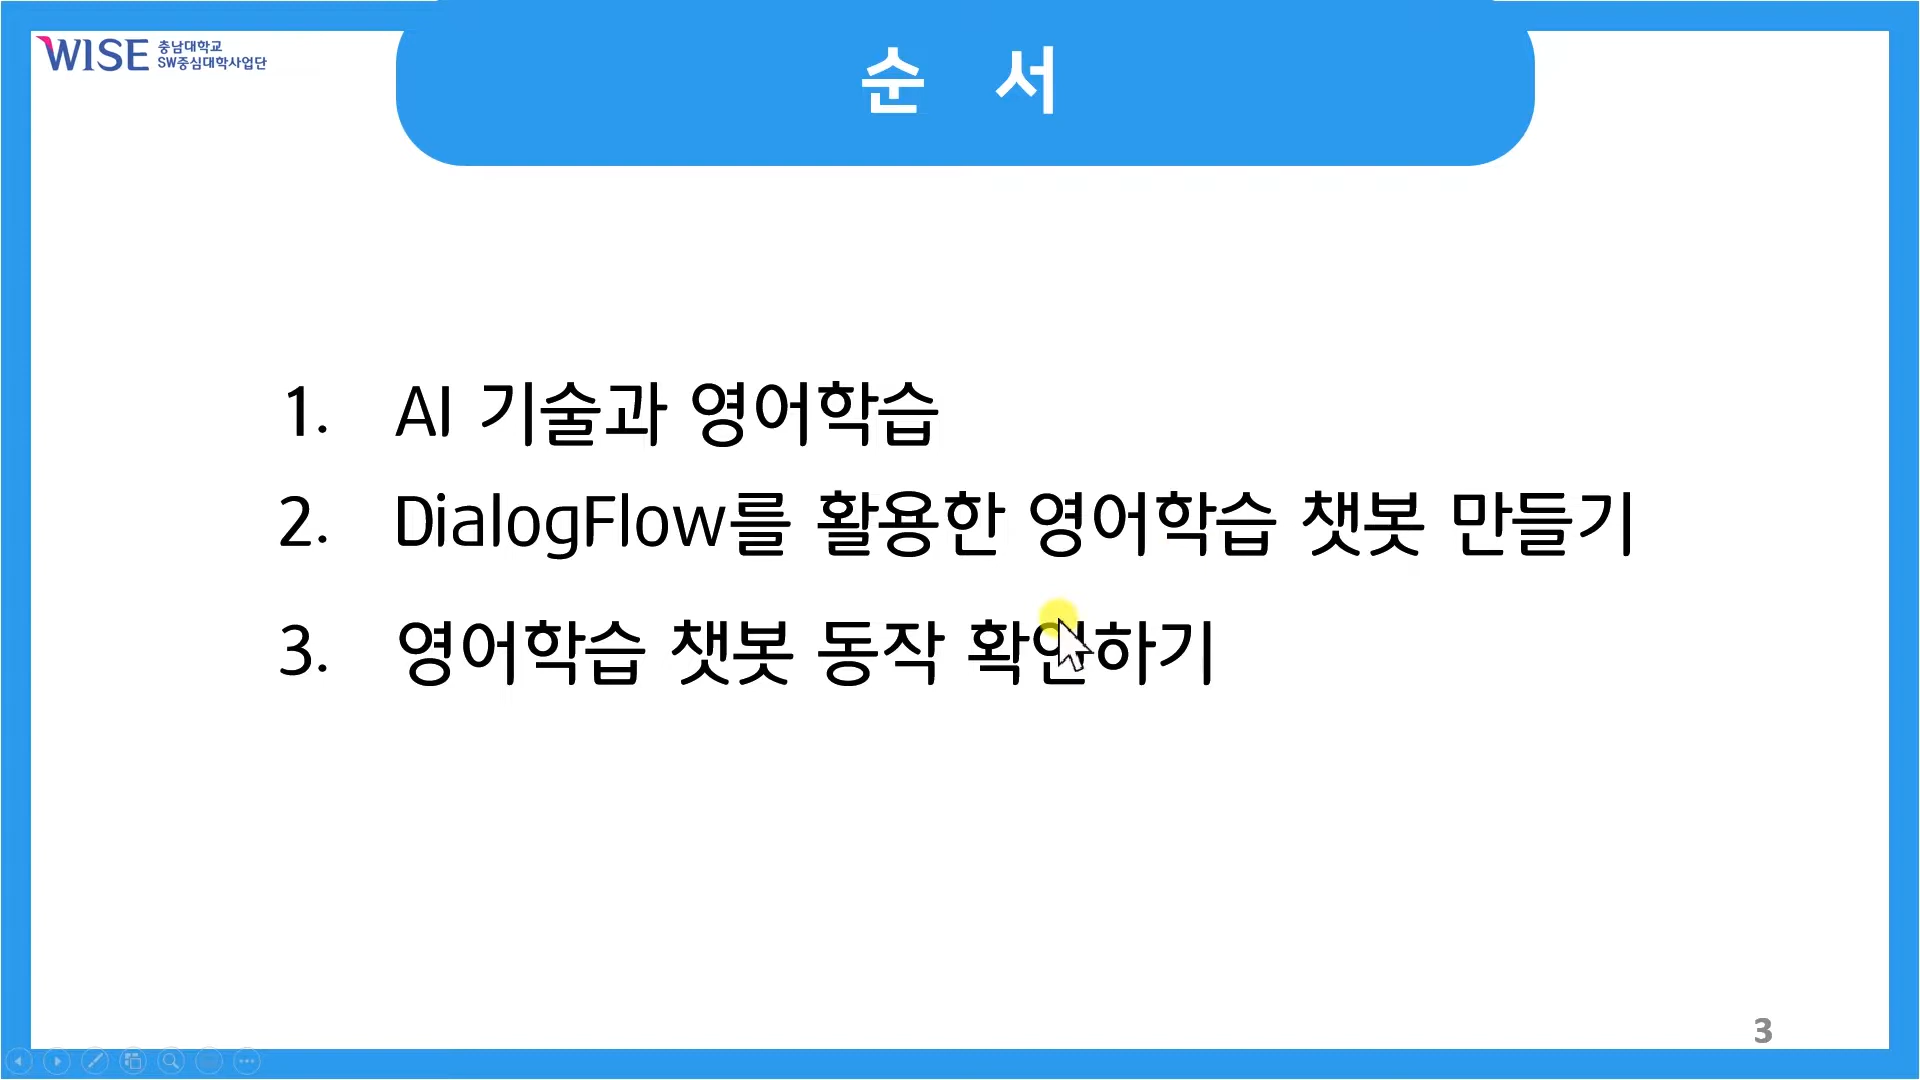 WISE 충남대학교
SW중심대학사업단
순 서
1. AI 기술과 영어학습
2. DialogFlow를 활용한 영어학습 챗봇 만들기
3. 영어학습 챗봇 동작 확인하기
3